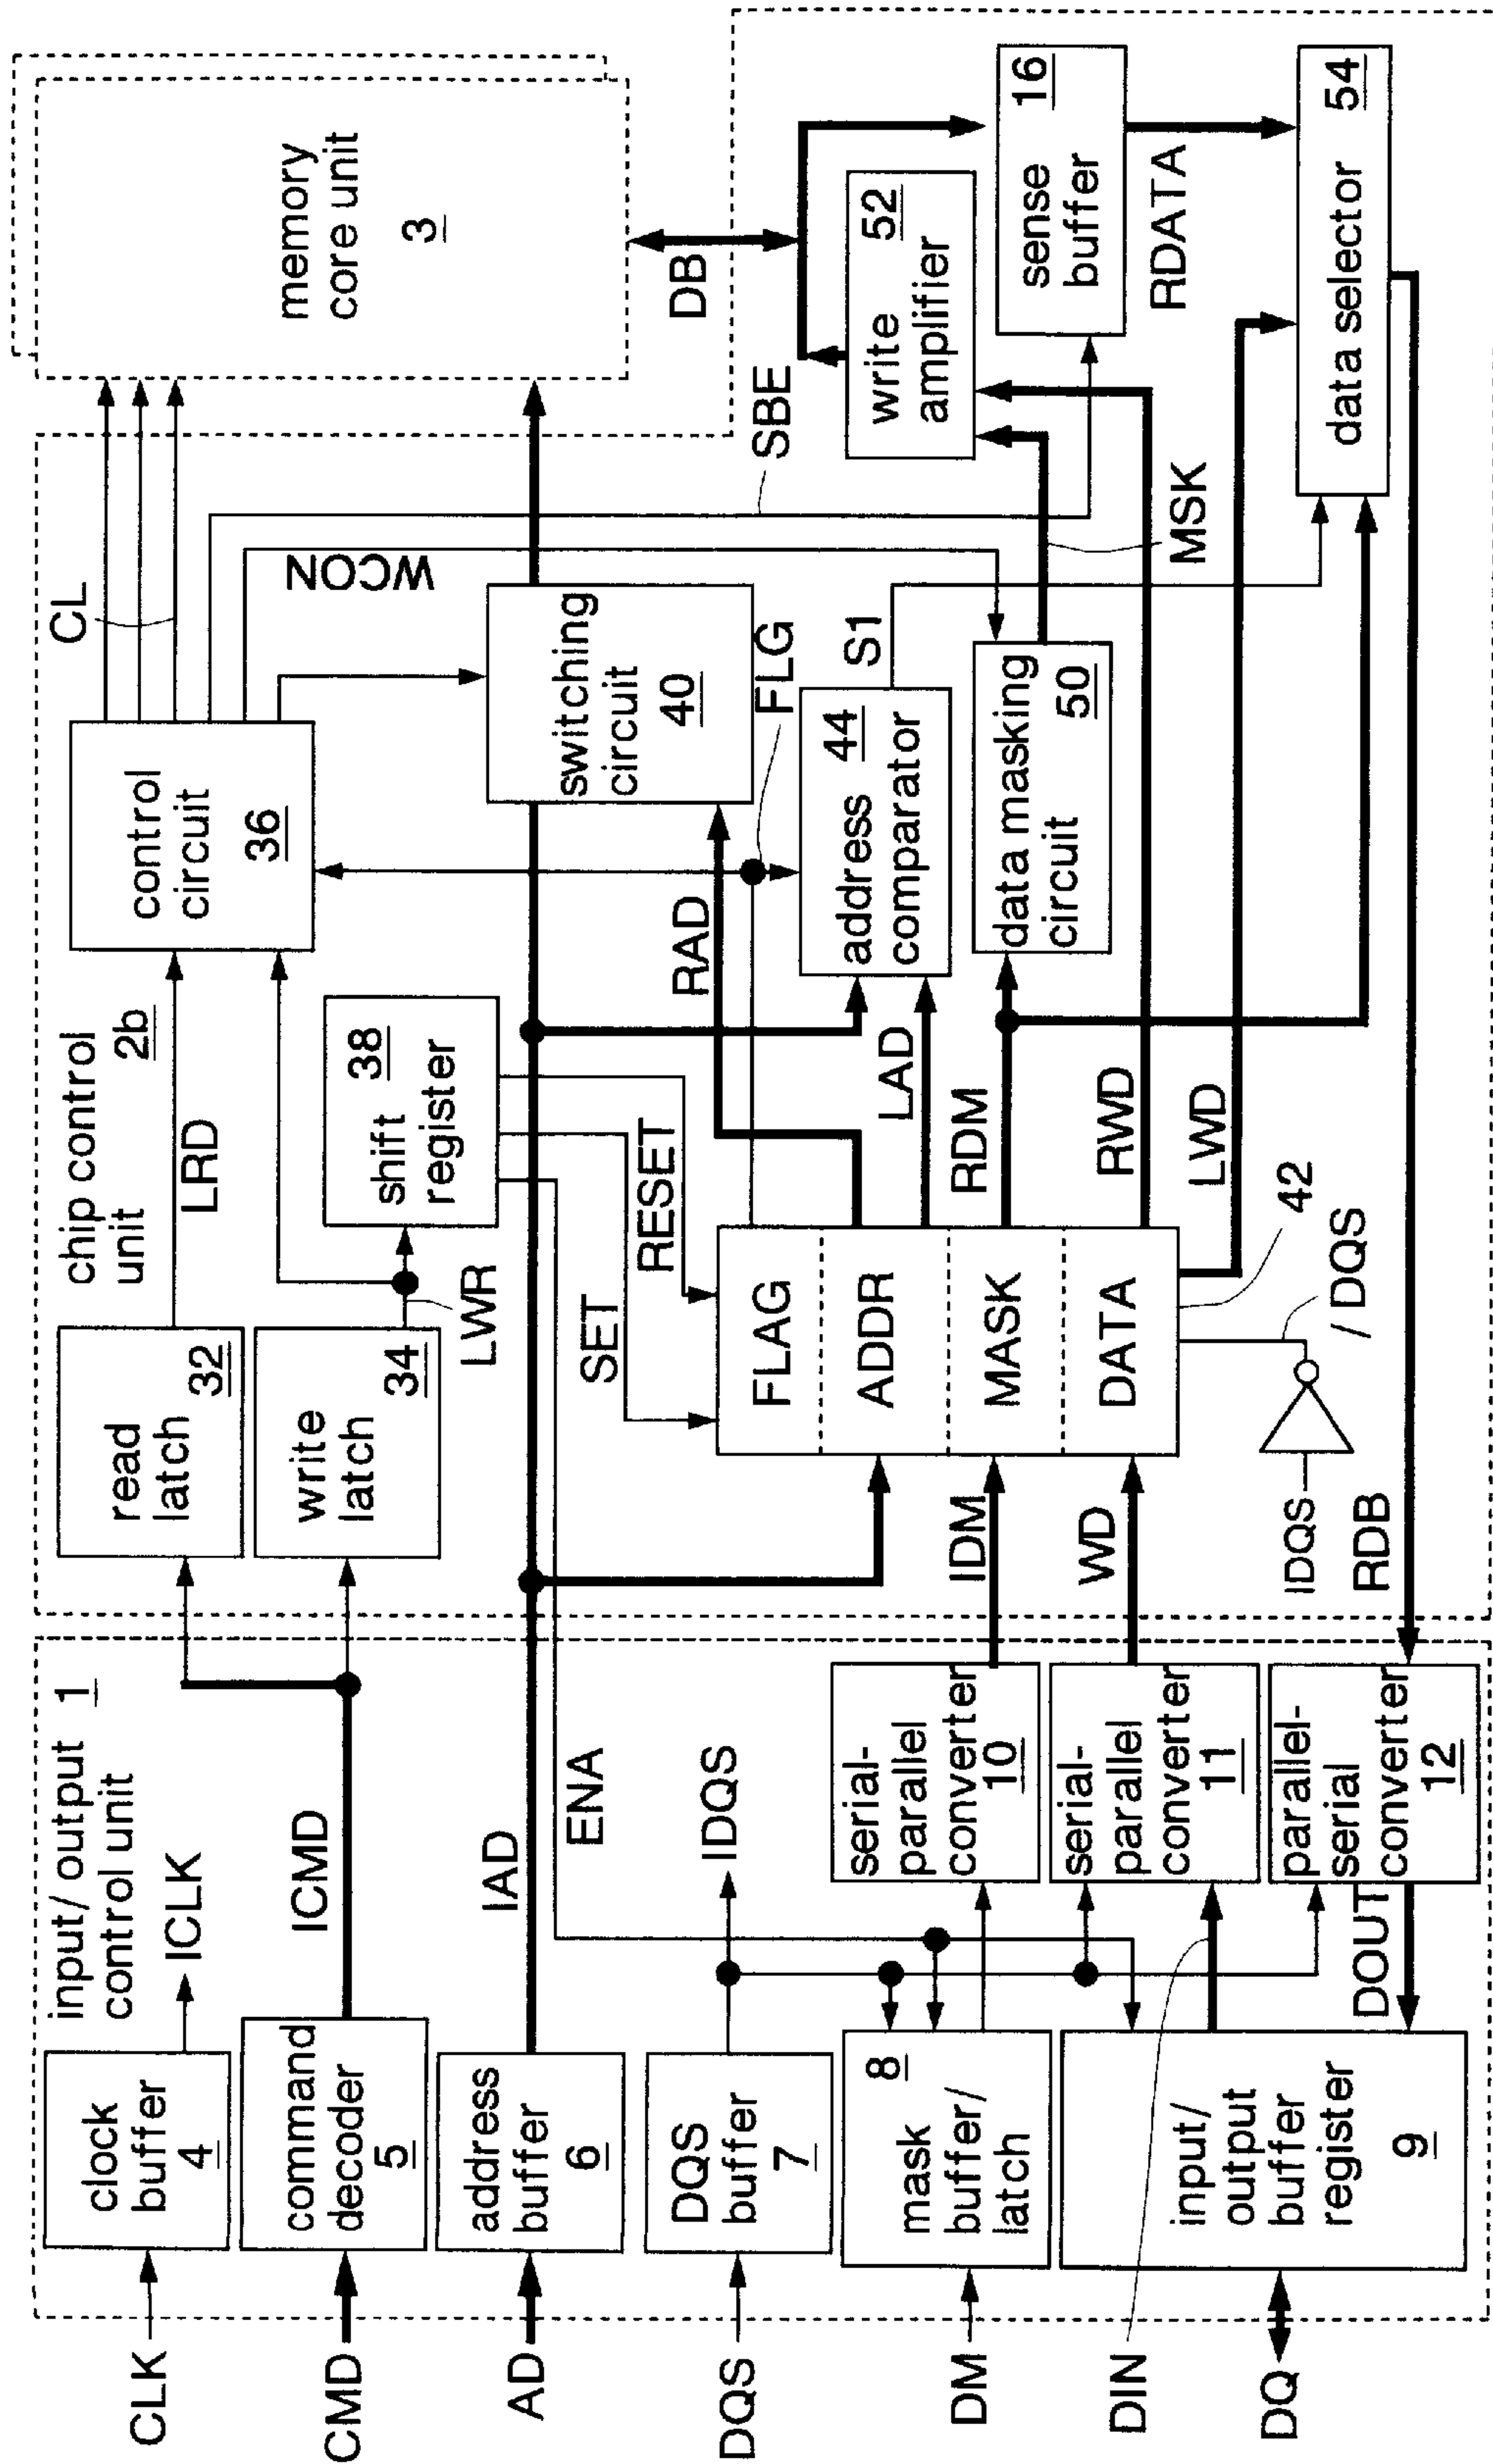 CLK
CMD
AD
DQS
DM
DIN
DQ
input/ output 1
control unit
clock
buffer
4
ICLK
command
decoder
5
ICMD
address
buffer
6
IAD
ENA
DQS
buffer
7
IDQS
8
mask
buffer/
latch
input/
output
buffer
register
9
serial-
parallel
converter
10
serial-
parallel
converter
11
parallel-
serial
converter
12
DOUT
chip control
unit 2b
read
latch
32
write
latch
34
LRD
LWR
control
circuit
36
CL
shift
register
38
SET
RESET
WCON
SBE
switching
circuit
40
RAD
FLG
FLAG
ADDR
MASK
DATA
42
IDM
WD
IDQS
/ DQS
RDB
LAD
RDM
RWD
LWD
address
comparator
44
S1
data masking
circuit
50
MSK
memory
core unit
3
DB
write
amplifier
52
sense
buffer
16
RDATA
data selector 54